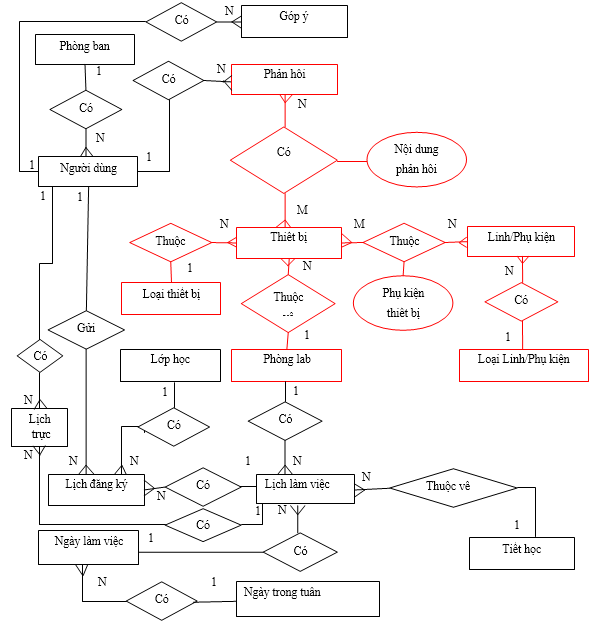 Có
N
Góp ý
Phòng ban
1
Có
N
Phản hồi
Có
N
Có
N
Nội dung
phản hồi
1
Người dùng
1
1
1
M
Thuộc
N
Thiết bị
M
Thuộc
N
Linh/Phụ kiện
1
N
N
Loại thiết bị
Thuộc
Phụ kiện
thiết bị
Có
Gửi
1
1
Có
Lớp học
Phòng lab
Loại Linh/Phụ kiện
1
1
N
Có
Có
Lịch
trực
N
N
N
1
N
N
Lịch đăng ký
N
Có
Lịch làm việc
N
Thuộc về
Có
1
N
1
Ngày làm việc
1
Có
Tiết học
N
1
Có
Ngày trong tuần